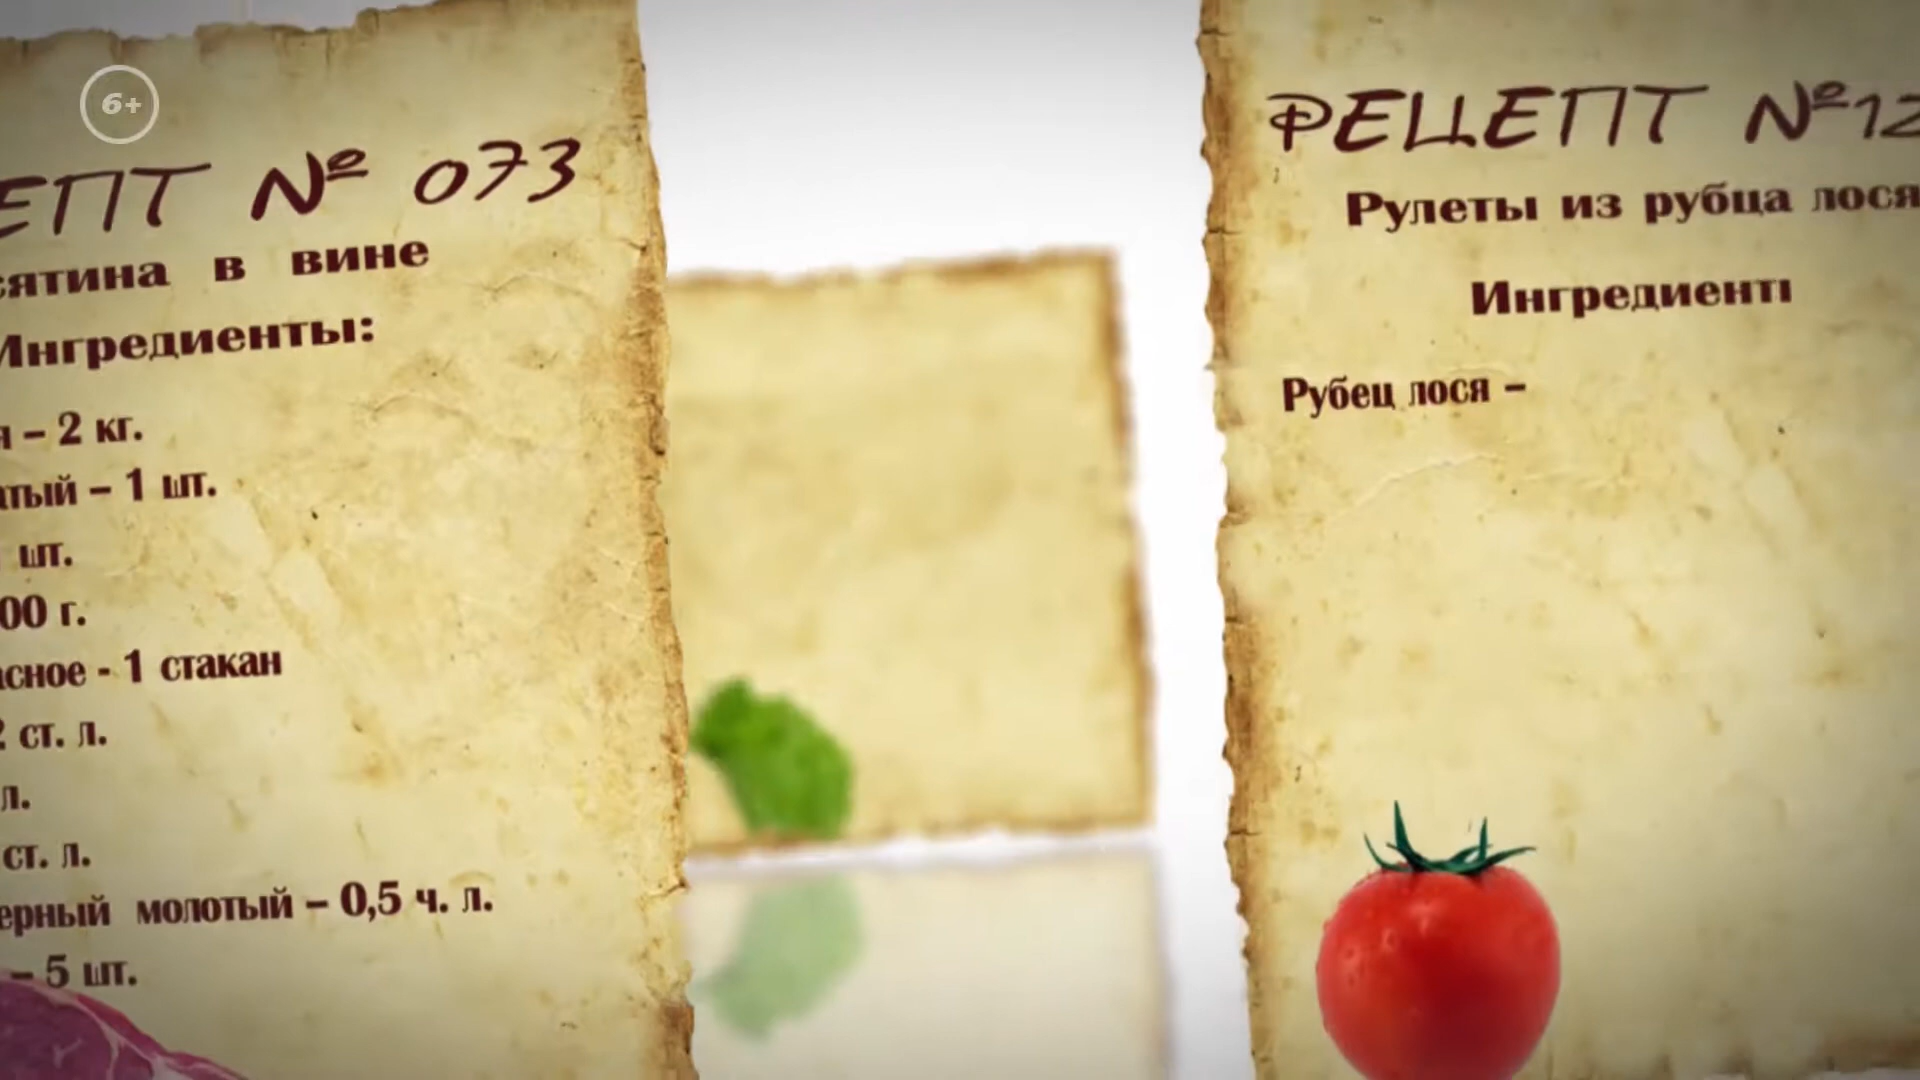 6+
ЕПТ № 073
сятина в вине
Ингредиенты:
я – 2 кг.
атый – 1 шт.
шт.
00 г.
асное - 1 стакан
2 ст. л.
л.
ст. л.
ерный молотый – 0,5 ч. л.
– 5 шт.
РЕЦЕПТ №12
Рулеты из рубца лося
Ингредиент
Рубец лося –